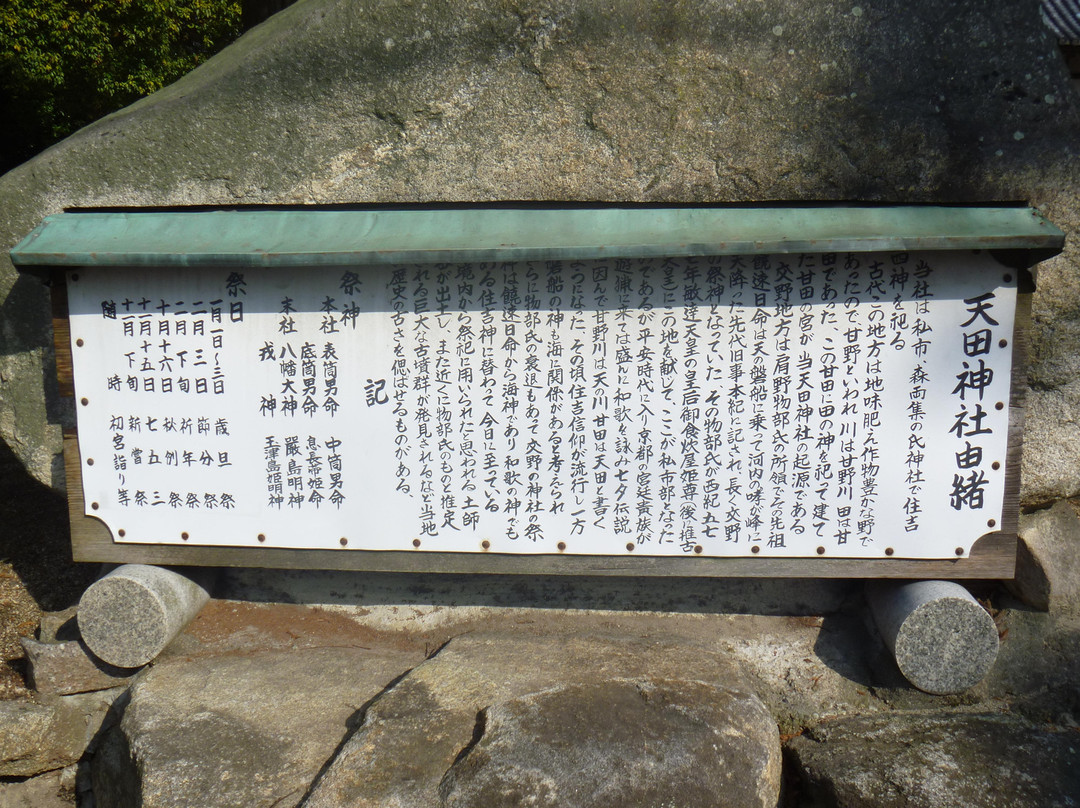 天田神社由緒
当社は私市・森両集の氏神社で住吉
四神を祀る
古代この地方は地味肥え作物豊かな野で
あったので、甘野といわれ川は甘野川田は甘
田であった、この甘田に田の神を祀って建て
た甘田の宮が当天田神社の起源である
交野地方は肩野物部氏の所領でその先祖
饒速日命は天の磐船に乗って河内の哮が峰に
天降った先代旧事本紀に記され、長く交野
の祭神となっていた、その物部氏が西紀五七
七年敏達天皇の皇后御食炊屋姫尊(後に推古
天皇)にこの地を献じて、ここが私市部となった
のであるが平安時代に入り京都の宮廷貴族が
遊猟に来ては盛んに和歌を詠み七夕伝説
に因んで甘野川は天の川甘田は天田と書く
ようになった、その頃住吉信仰が流行し一方
磐船の神も海に関係があると考えられ
さらに物部氏の衰退もあって交野の神社の祭
神は饒速日命から海神であり和歌の神でも
ある住吉神に替わって、今日に至っている
境内から祭祀に用いられたと思われる土師
が出土し、また近くに物部氏のものと推定
される巨大な古墳群が発見されるなど当地
歴史の古さを偲ばせるものがある、
記
祭神
本社 表筒男命 中筒男命
底筒男命 息長帯姫命
末社 八幡大神 嚴島明神
戎神 玉津島姫明神
祭日
一月一日〜三日 歳旦祭
二月三日 節分祭
二月下旬 祈年祭
十月十六日 秋例祭
十一月十五日 七五三
十一月下旬 新嘗祭
随時 初宮詣り等